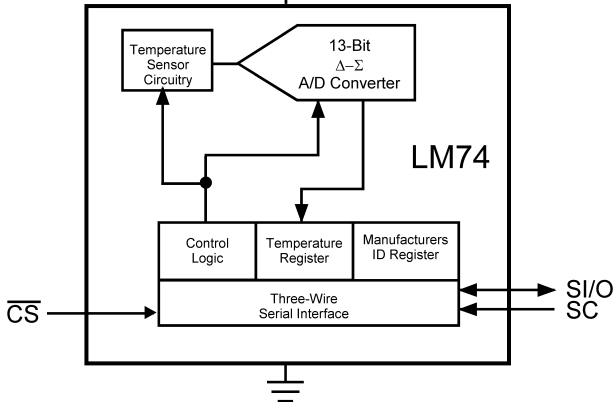 Temperature
Sensor
Circuitry
13-Bit
Δ–Σ
A/D Converter
LM74
Control
Logic
Temperature
Register
Manufacturers
ID Register
Three-Wire
Serial Interface
C̅S̅
SI/O
SC